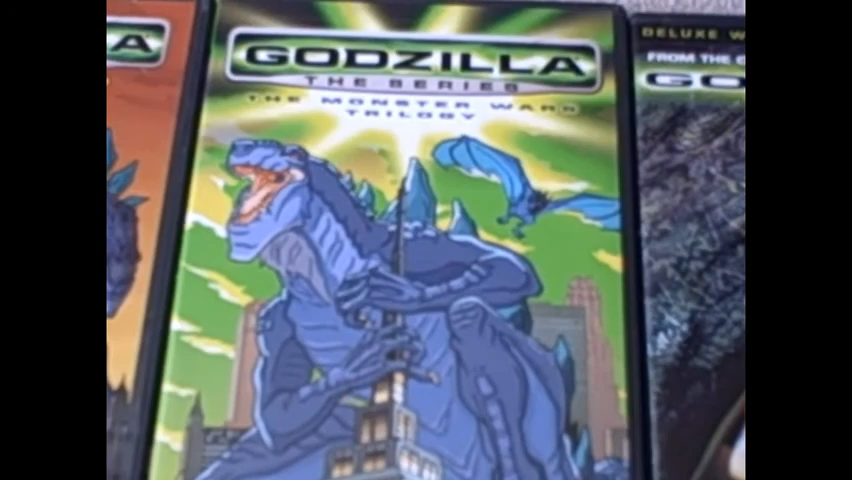 A
GODZILLA
THE SERIES
THE MONSTER WARS
TRILOGY
DELUXE W
FROM THE C
GO